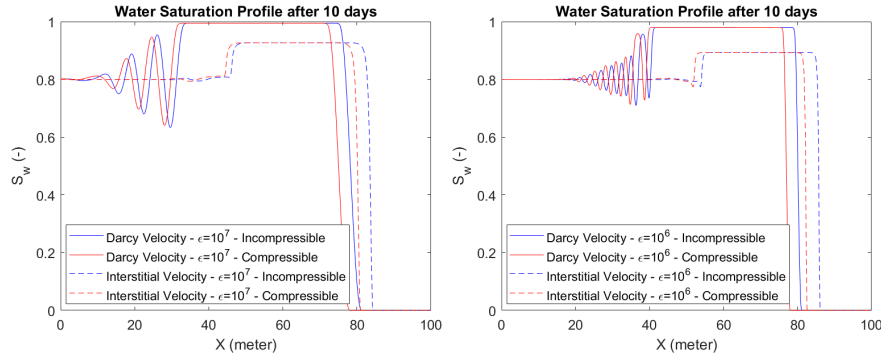 Water Saturation Profile after 10 days
1
0.8
0.6
0.4
0.2
0
S_w (-)
Darcy Velocity - ϵ=10^7 - Incompressible
Darcy Velocity - ϵ=10^7 - Compressible
Interstitial Velocity - ϵ=10^7 - Incompressible
Interstitial Velocity - ϵ=10^7 - Compressible
0 20 40 60 80 100
X (meter)
Water Saturation Profile after 10 days
1
0.8
0.6
0.4
0.2
0
S_w (-)
Darcy Velocity - ϵ=10^6 - Incompressible
Darcy Velocity - ϵ=10^6 - Compressible
Interstitial Velocity - ϵ=10^6 - Incompressible
Interstitial Velocity - ϵ=10^6 - Compressible
0 20 40 60 80 100
X (meter)